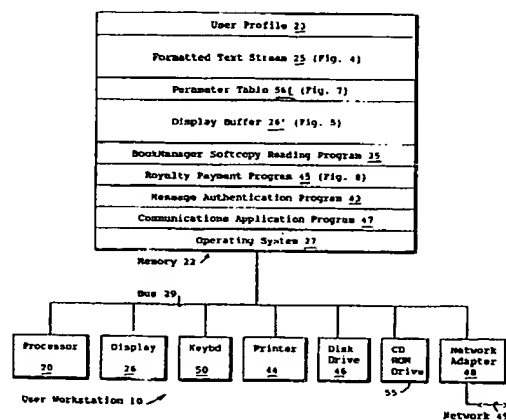 User Profile 23
Formatted Text Stream 25 (Fig. 4)
Parameter Table 56f (Fig. 7)
Display Buffer 26' (Fig. 5)
BookManager Softcopy Reading Program 35
Royalty Payment Program 45 (Fig. 8)
Message Authentication Program 43
Communications Application Program 47
Operating System 27
Memory 22
Bus 29
Processor
20
Display
26
Keybd
50
Printer
44
Disk
Drive
46
CD
ROM
Drive
55
Network
Adapter
48
User Workstation 10
Network 49